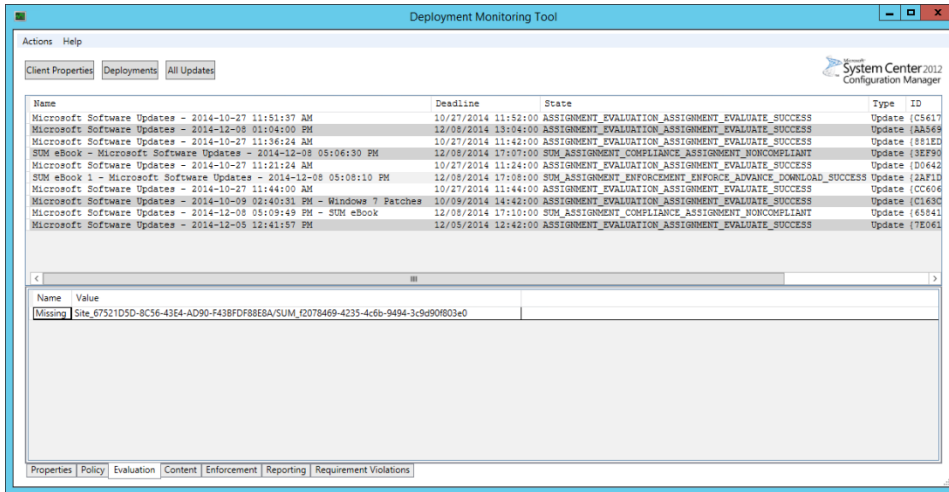 Deployment Monitoring Tool
Actions Help
Client Properties Deployments All Updates
Microsoft System Center 2012
Configuration Manager
Name Deadline State Type ID
Microsoft Software Updates - 2014-10-27 11:51:37 AM 10/27/2014 11:52:00 ASSIGNMENT_EVALUATION_ASSIGNMENT_EVALUATE_SUCCESS Update {C5617
Microsoft Software Updates - 2014-12-08 01:04:00 PM 12/08/2014 13:04:00 ASSIGNMENT_EVALUATION_ASSIGNMENT_EVALUATE_SUCCESS Update {AA569
Microsoft Software Updates - 2014-10-27 11:36:24 AM 10/27/2014 11:42:00 ASSIGNMENT_EVALUATION_ASSIGNMENT_EVALUATE_SUCCESS Update {881ED
SUM eBook - Microsoft Software Updates - 2014-12-08 05:06:30 PM 12/08/2014 17:07:00 SUM_ASSIGNMENT_COMPLIANCE_ASSIGNMENT_NONCOMPLIANT Update {3EF90
Microsoft Software Updates - 2014-10-27 11:21:24 AM 10/27/2014 11:24:00 ASSIGNMENT_EVALUATION_ASSIGNMENT_EVALUATE_SUCCESS Update {D0642
SUM eBook 1 - Microsoft Software Updates - 2014-12-08 05:08:10 PM 12/08/2014 17:08:00 SUM_ASSIGNMENT_ENFORCEMENT_ENFORCE_ADVANCE_DOWNLOAD_SUCCESS Update {2AF1D
Microsoft Software Updates - 2014-10-27 11:44:00 AM 10/27/2014 11:44:00 ASSIGNMENT_EVALUATION_ASSIGNMENT_EVALUATE_SUCCESS Update {CC606
Microsoft Software Updates - 2014-10-09 02:40:31 PM - Windows 7 Patches 10/09/2014 14:42:00 ASSIGNMENT_EVALUATION_ASSIGNMENT_EVALUATE_SUCCESS Update {C163C
Microsoft Software Updates - 2014-12-08 05:09:49 PM - SUM eBook 12/08/2014 17:10:00 SUM_ASSIGNMENT_COMPLIANCE_ASSIGNMENT_NONCOMPLIANT Update {65841
Microsoft Software Updates - 2014-12-05 12:41:57 PM 12/05/2014 12:42:00 ASSIGNMENT_EVALUATION_ASSIGNMENT_EVALUATE_SUCCESS Update {7E061
Name Value
Missing Site_67521D5D-8C56-43E4-AD90-F43BFDF88E8A/SUM_f2078469-4235-4c6b-9494-3c9d90f803e0
Properties Policy Evaluation Content Enforcement Reporting Requirement Violations